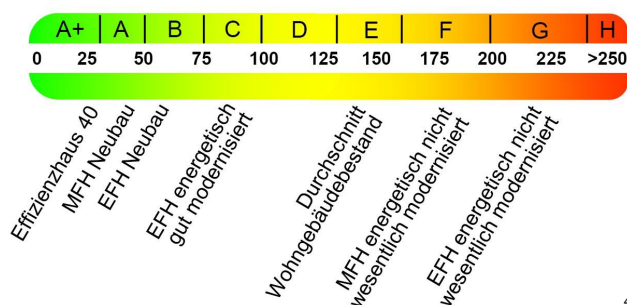 A+ A B C D E F G H
0 25 50 75 100 125 150 175 200 225 >250
Effizienzhaus 40
MFH Neubau
EFH Neubau
EFH energetisch
gut modernisiert
Durchschnitt
Wohngebäudebestand
MFH energetisch nicht
wesentlich modernisiert
EFH energetisch nicht
wesentlich modernisiert